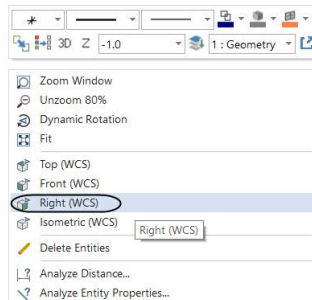 3D Z -1.0 1 : Geometry
Zoom Window
Unzoom 80%
Dynamic Rotation
Fit
Top (WCS)
Front (WCS)
Right (WCS)
Isometric (WCS)
Right (WCS)
Delete Entities
Analyze Distance...
Analyze Entity Properties...